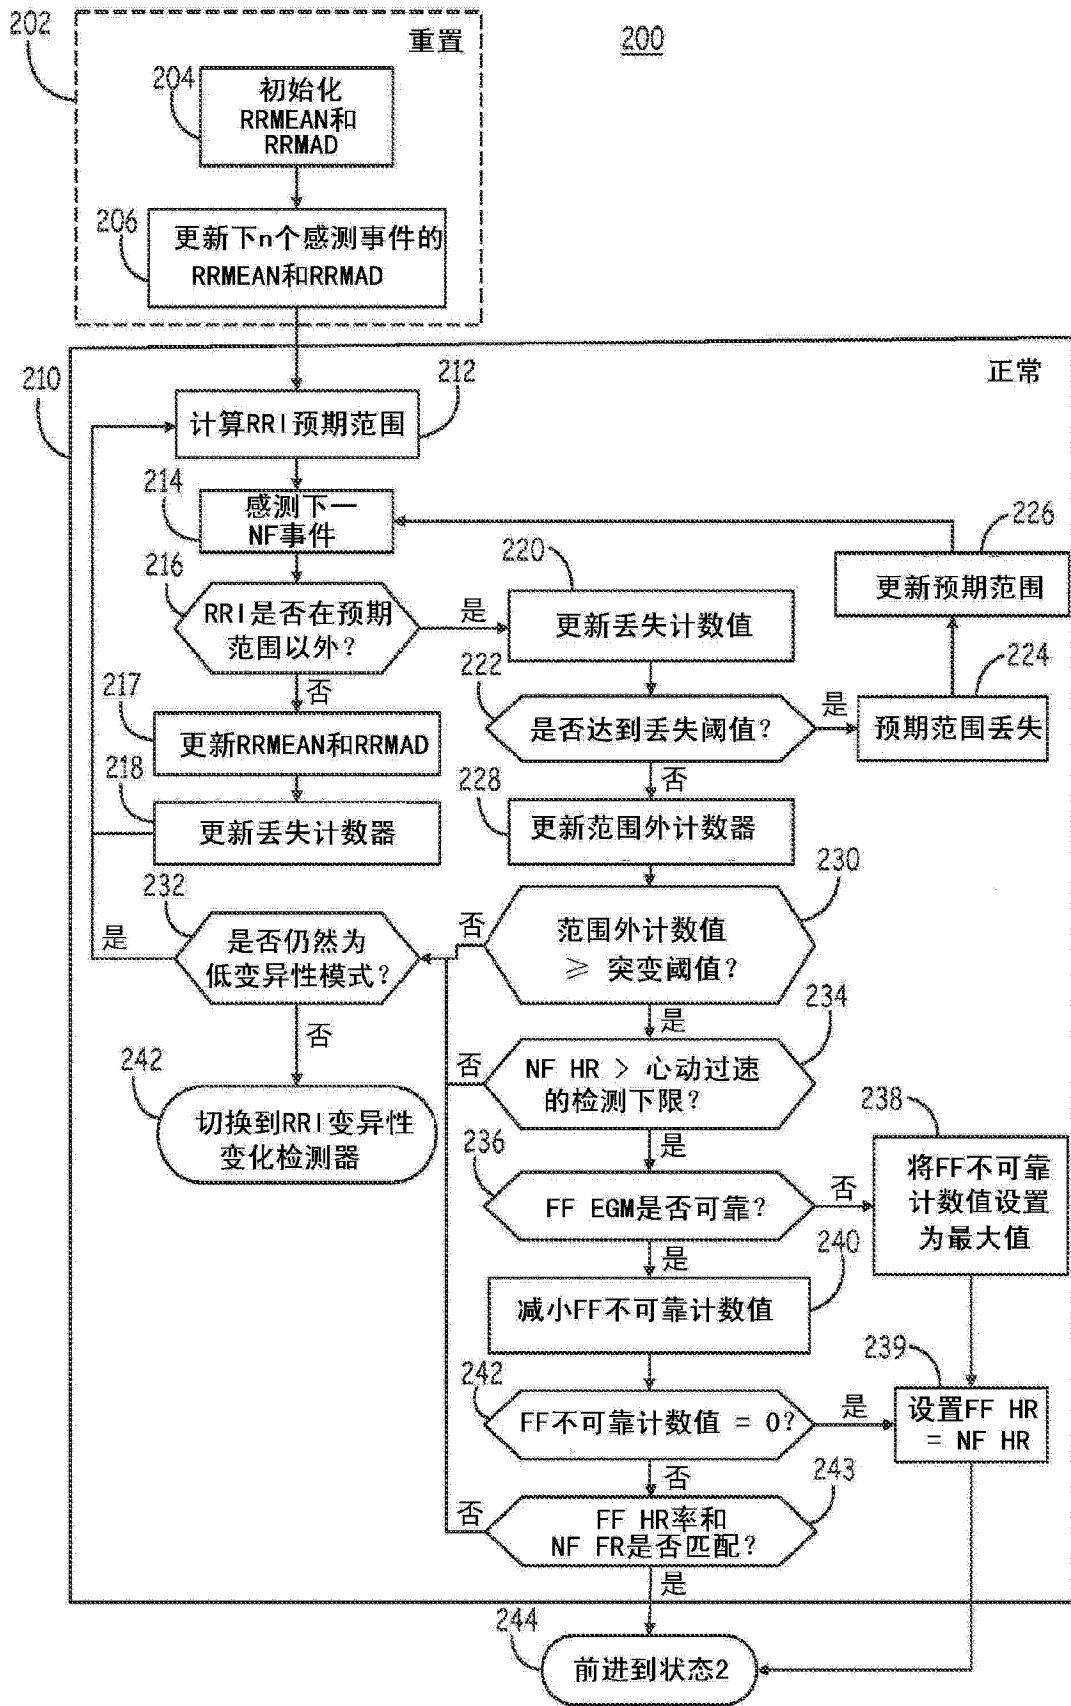 202
重置
200
204
初始化
RRMEAN和
RRMAD
206
更新下n个感测事件的
RRMEAN和RRMAD
210
正常
212
计算RRI预期范围
214
感测下一
NF事件
216
RRI是否在预期
范围以外?
是
否
220
更新丢失计数值
226
更新预期范围
222
是否达到丢失阈值?
是
否
224
预期范围丢失
217
更新RRMEAN和RRMAD
218
更新丢失计数器
228
更新范围外计数器
230
范围外计数值
≥ 突变阈值?
否
是
232
是否仍然为
低变异性模式?
是
否
242
切换到RRI变异性
变化检测器
234
NF HR > 心动过速
的检测下限?
否
是
236
FF EGM是否可靠?
否
是
238
将FF不可靠
计数值设置
为最大值
240
减小FF不可靠计数值
242
FF不可靠计数值 = 0?
是
否
239
设置FF HR
= NF HR
243
FF HR率和
NF FR是否匹配?
否
是
244
前进到状态2